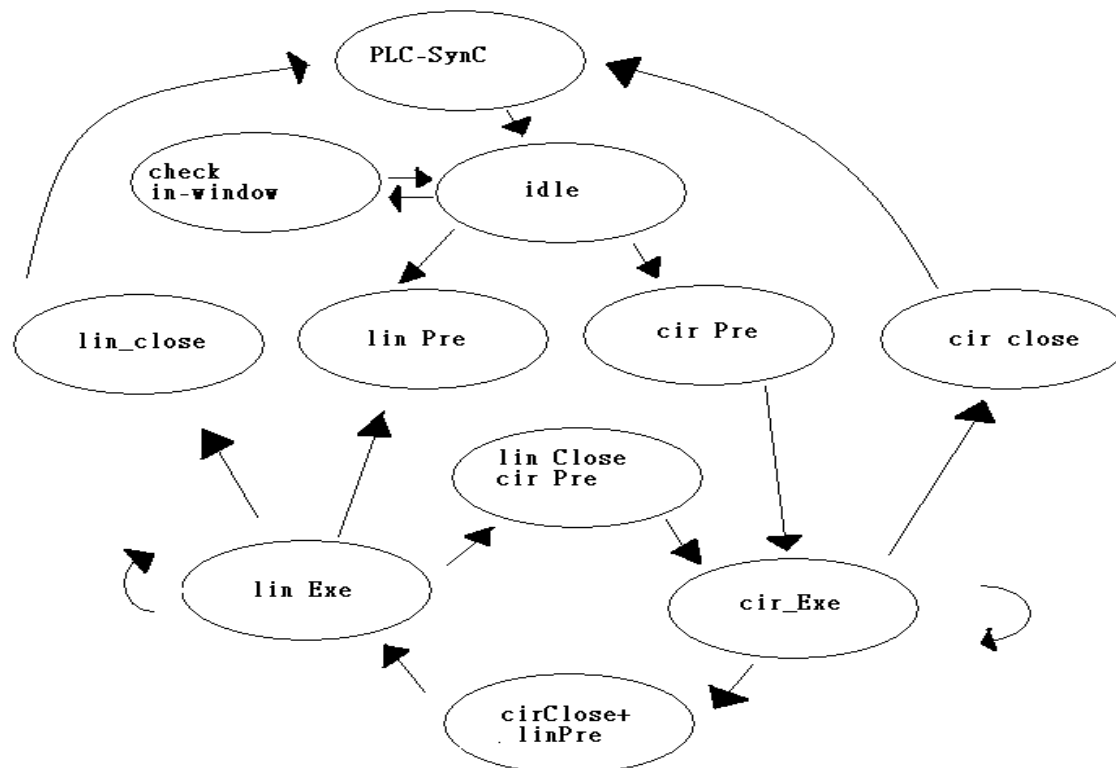 PLC-SynC
check
in-window
idle
lin_close
lin Pre
cir Pre
cir close
lin Close
cir Pre
lin Exe
cir_Exe
cirClose+
linPre